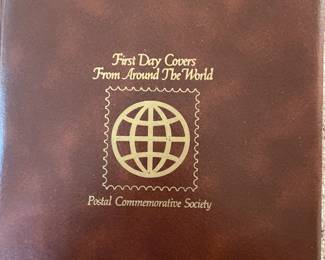 First Day Covers
From Around The World
Postal Commemorative Society